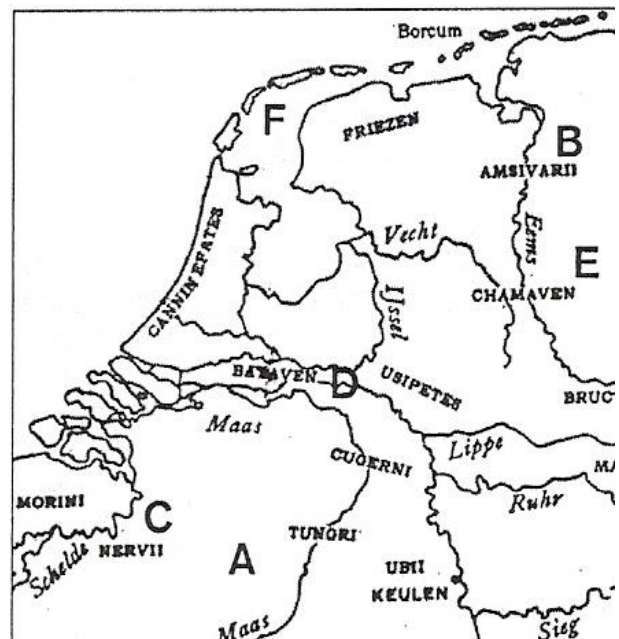 Borcum
F
FRIEZEN
B
AMSIVARII
CANNINEFATES
Vecht
Eems
E
IJssel
CHAMAVEN
BATAVEN
D
USIPETES
BRUCT
Maas
Lippe
MA
CUGERNI
Ruhr
MORINI
C
Schelde
NERVII
TUNGRI
A
UBII
KEULEN
Maas
Sieg